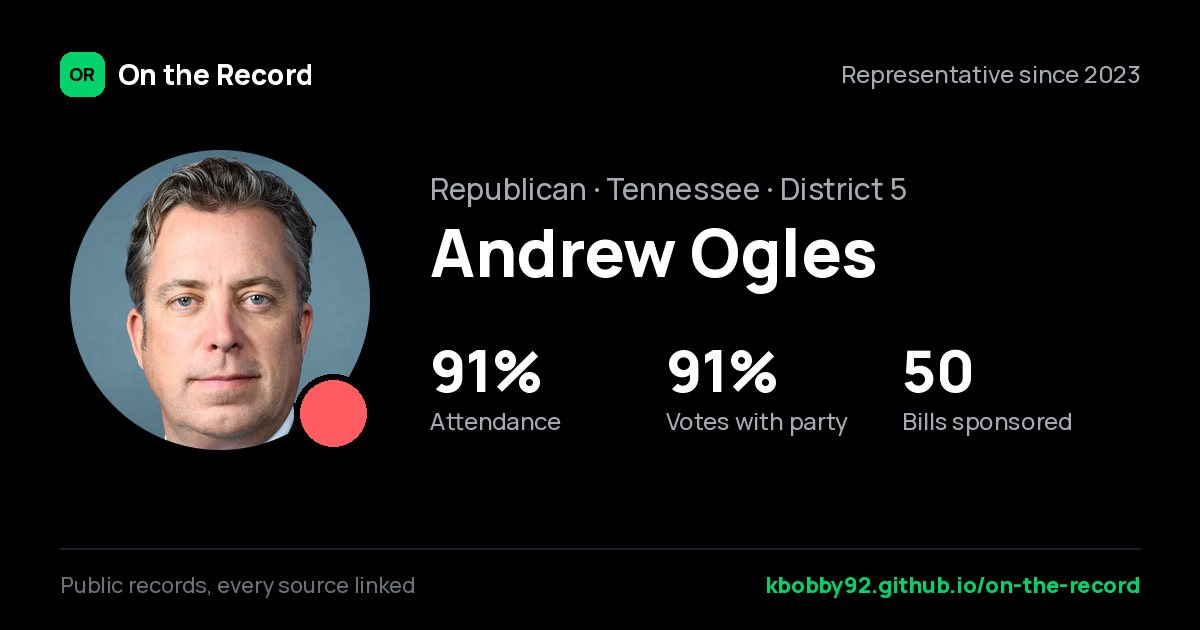 OR On the Record
Representative since 2023
Republican · Tennessee · District 5
Andrew Ogles
91% 91% 50
Attendance Votes with party Bills sponsored
Public records, every source linked
kbobby92.github.io/on-the-record